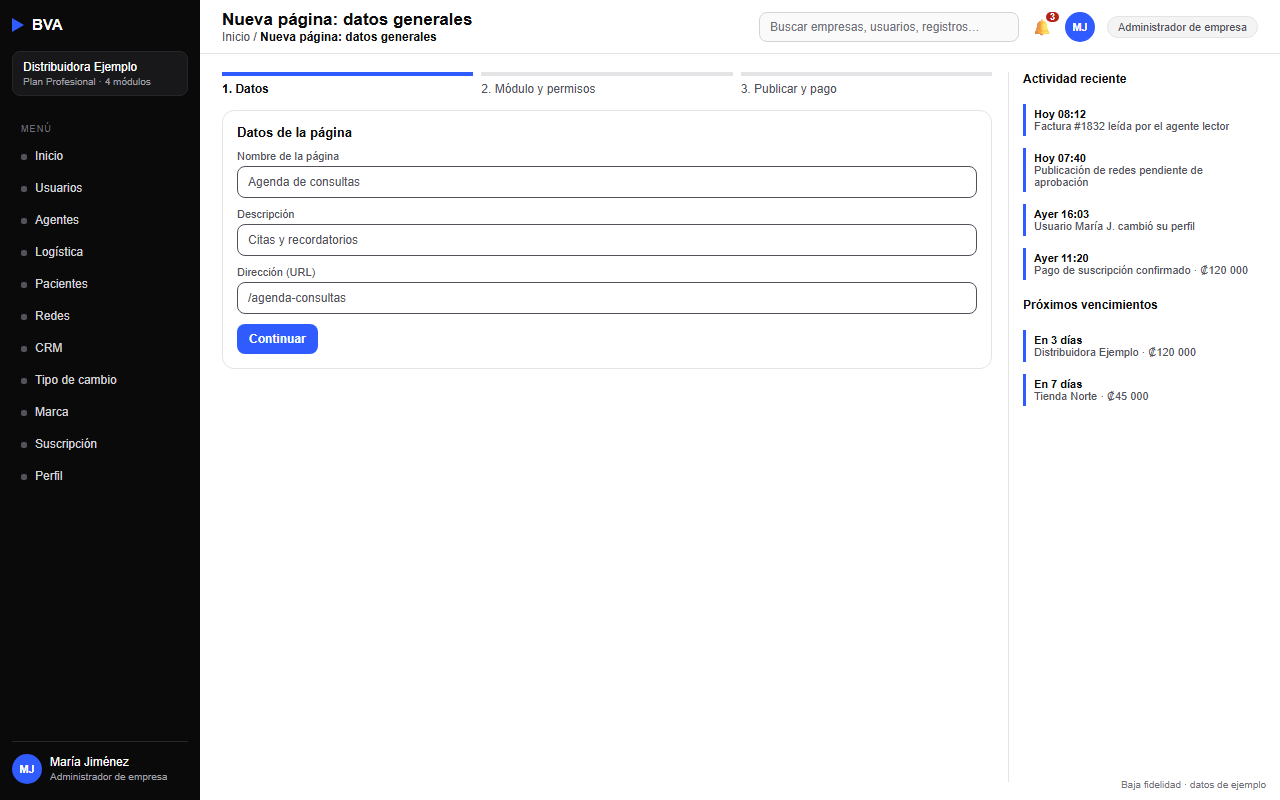 BVA
Distribuidora Ejemplo
Plan Profesional · 4 módulos
MENÚ
Inicio
Usuarios
Agentes
Logística
Pacientes
Redes
CRM
Tipo de cambio
Marca
Suscripción
Perfil
MJ
María Jiménez
Administrador de empresa
Nueva página: datos generales
Inicio / Nueva página: datos generales
Buscar empresas, usuarios, registros…
3
MJ
Administrador de empresa
1. Datos
2. Módulo y permisos
3. Publicar y pago
Datos de la página
Nombre de la página
Agenda de consultas
Descripción
Citas y recordatorios
Dirección (URL)
/agenda-consultas
Continuar
Actividad reciente
Hoy 08:12
Factura #1832 leída por el agente lector
Hoy 07:40
Publicación de redes pendiente de
aprobación
Ayer 16:03
Usuario María J. cambió su perfil
Ayer 11:20
Pago de suscripción confirmado · ₡120 000
Próximos vencimientos
En 3 días
Distribuidora Ejemplo · ₡120 000
En 7 días
Tienda Norte · ₡45 000
Baja fidelidad · datos de ejemplo